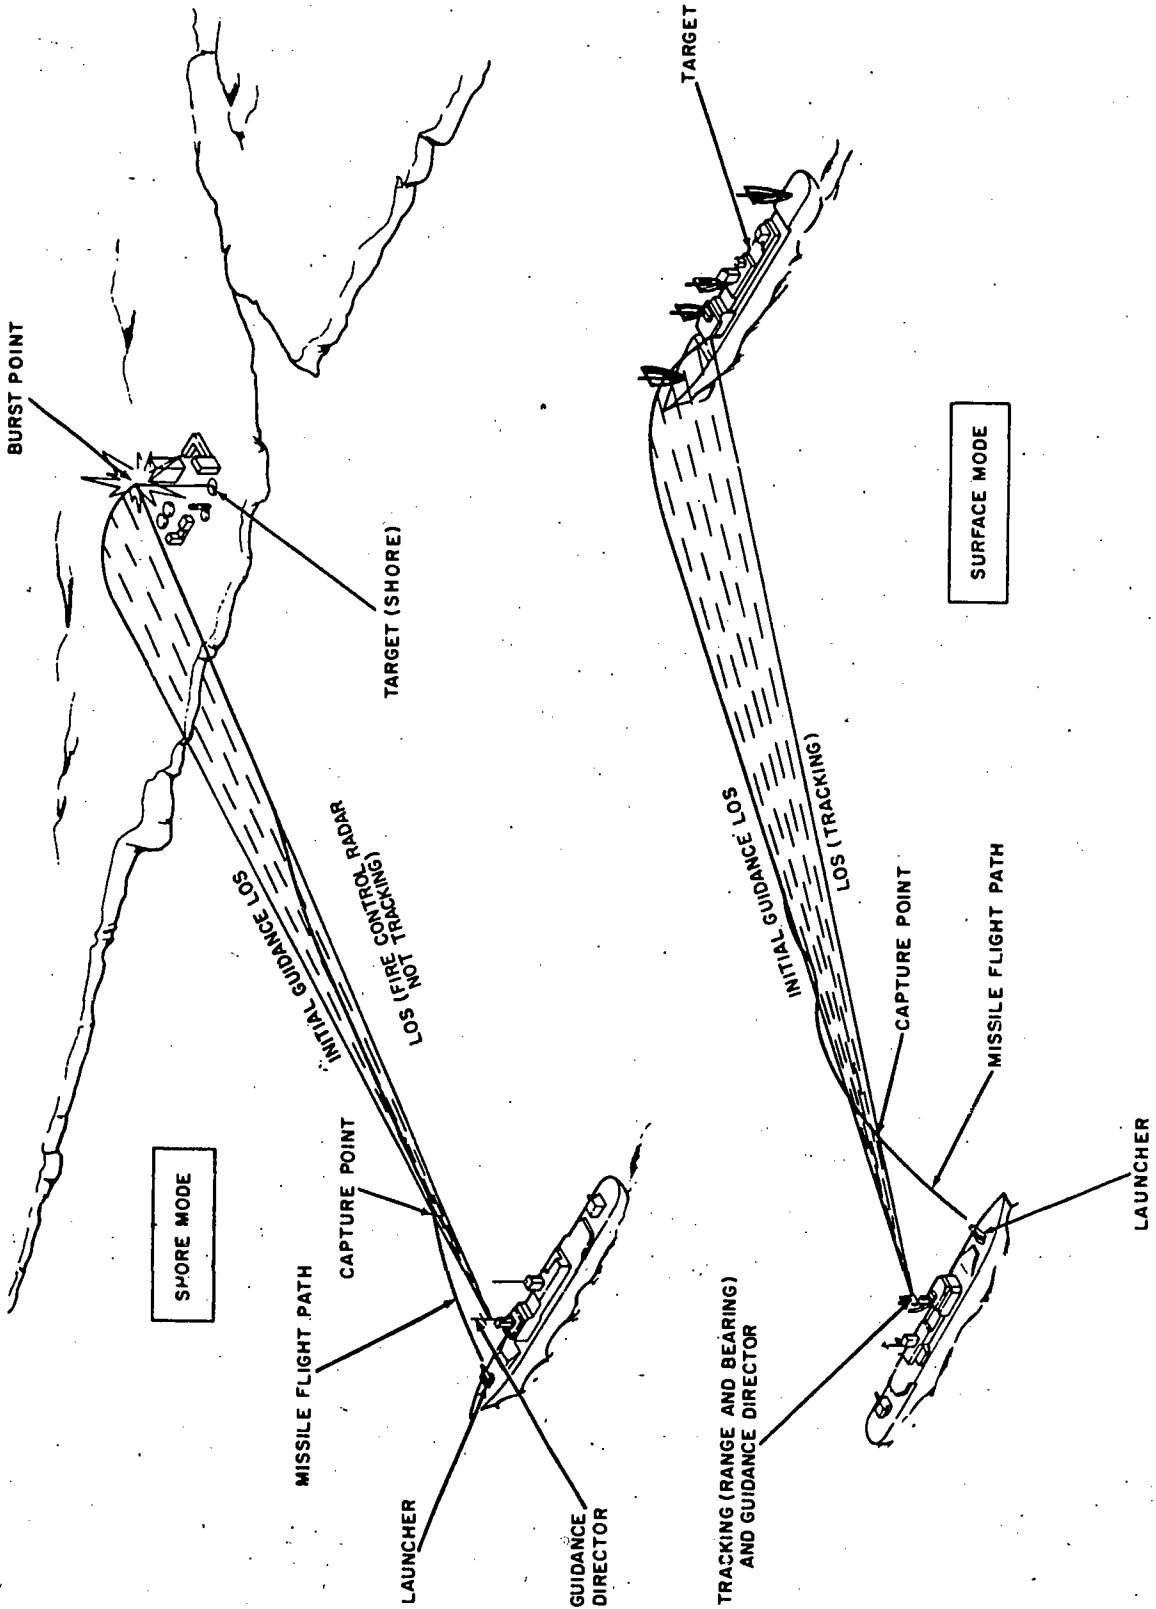 SHORE MODE
BURST POINT
TARGET (SHORE)
INITIAL GUIDANCE LOS
LOS (FIRE CONTROL RADAR
NOT TRACKING)
CAPTURE POINT
MISSILE FLIGHT PATH
LAUNCHER
GUIDANCE
DIRECTOR
SURFACE MODE
TARGET
INITIAL GUIDANCE LOS
LOS (TRACKING)
CAPTURE POINT
MISSILE FLIGHT PATH
LAUNCHER
TRACKING (RANGE AND BEARING)
AND GUIDANCE DIRECTOR